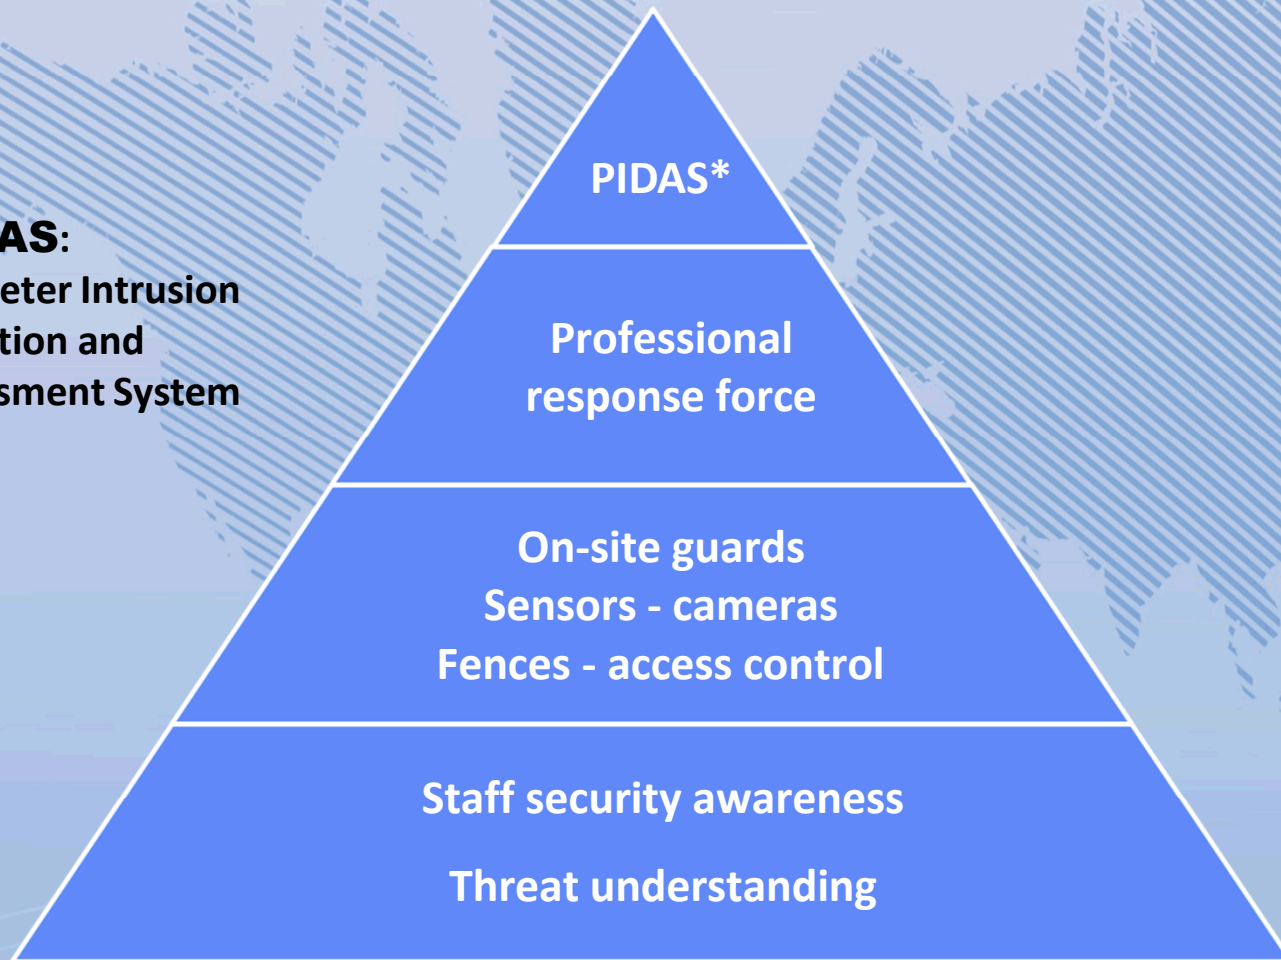 PIDAS*
AS:
eter Intrusion
tion and
sment System
Professional
response force
On-site guards
Sensors - cameras
Fences - access control
Staff security awareness
Threat understanding